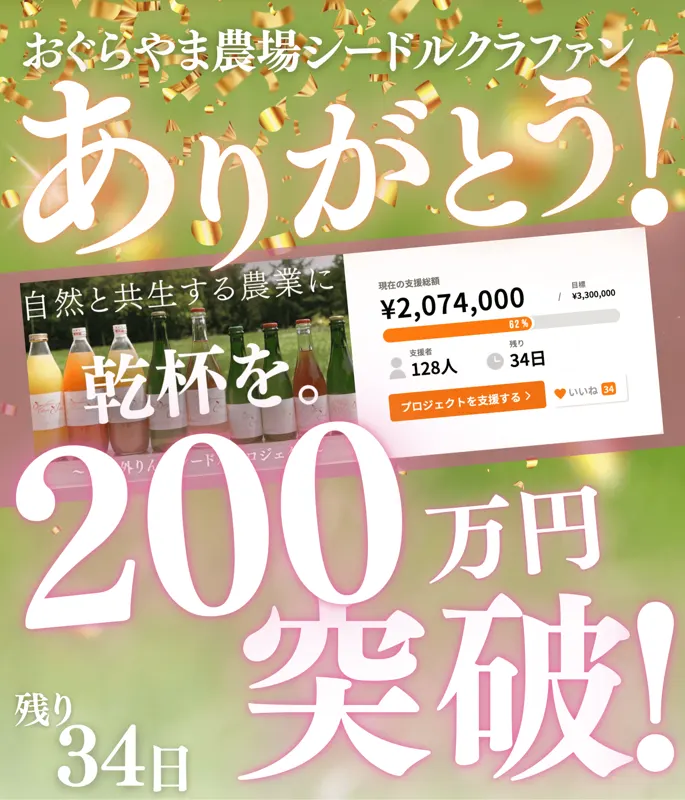 おぐらやま農場シードルクラファン
ありがとう!
自然と共生する農業に
乾杯を。
現在の支援総額
¥2,074,000
目標
/ ¥3,300,000
62%
支援者
128人
残り
34日
プロジェクトを支援する >
いいね 34
200万円
突破!
残り
34日